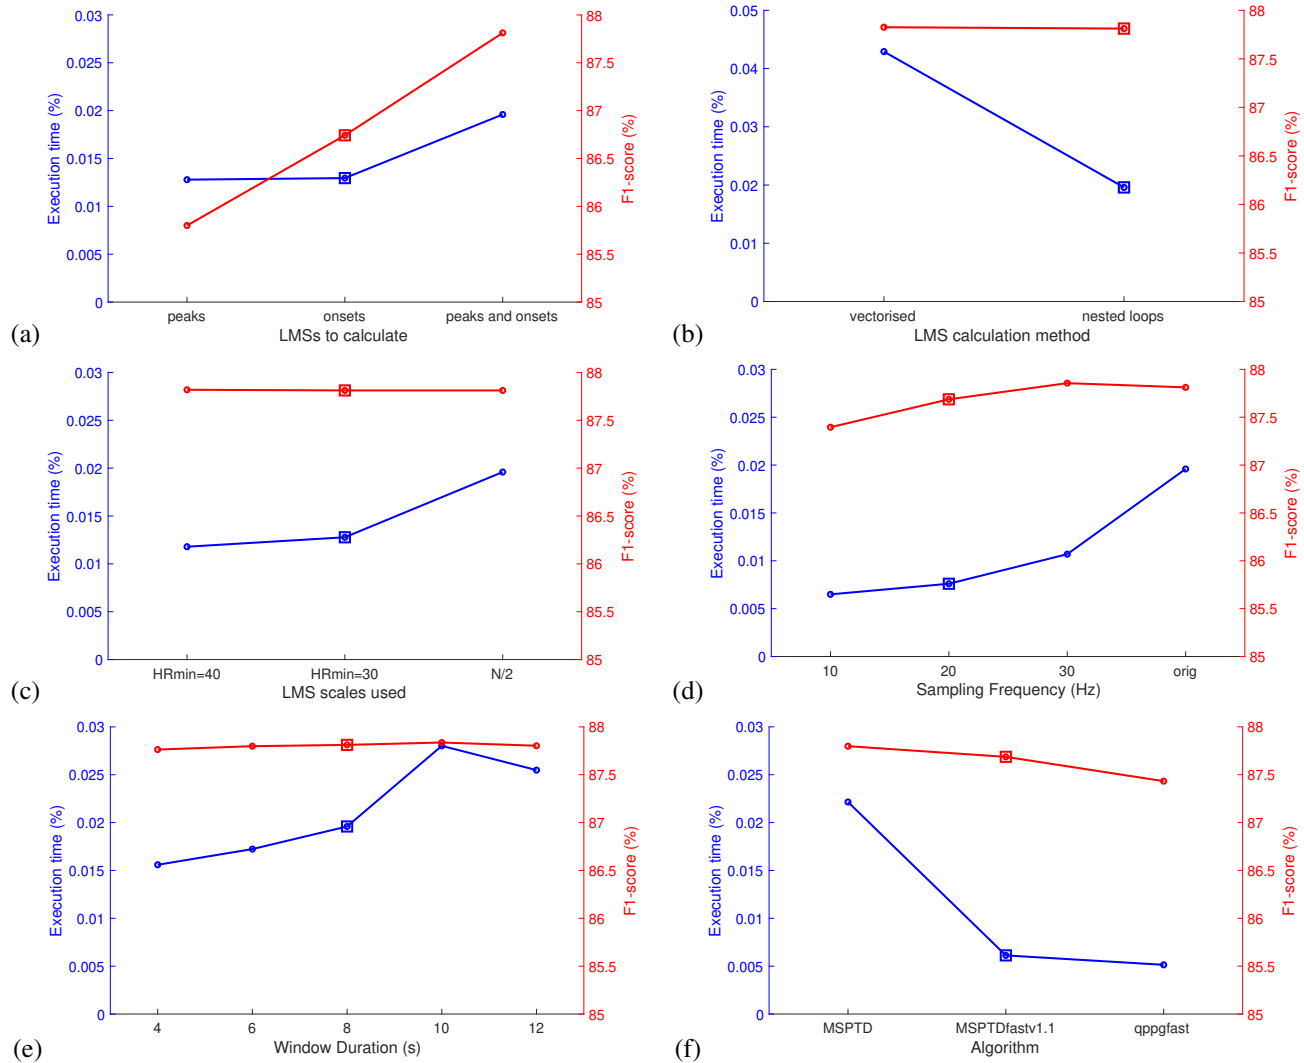 0.03
0.025
0.02
0.015
0.01
0.005
0
Execution time (%)
88
87.5
87
86.5
86
85.5
85
F1-score (%)
peaks
onsets
peaks and onsets
LMSs to calculate
(a)
0.05
0.04
0.03
0.02
0.01
0
Execution time (%)
88
87.5
87
86.5
86
85.5
85
F1-score (%)
vectorised
nested loops
LMS calculation method
(b)
0.03
0.025
0.02
0.015
0.01
0.005
0
Execution time (%)
88
87.5
87
86.5
86
85.5
85
F1-score (%)
HRmin=40
HRmin=30
N/2
LMS scales used
(c)
0.03
0.025
0.02
0.015
0.01
0.005
0
Execution time (%)
88
87.5
87
86.5
86
85.5
85
F1-score (%)
10
20
30
orig
Sampling Frequency (Hz)
(d)
0.03
0.025
0.02
0.015
0.01
0.005
0
Execution time (%)
88
87.5
87
86.5
86
85.5
85
F1-score (%)
4
6
8
10
12
Window Duration (s)
(e)
0.03
0.025
0.02
0.015
0.01
0.005
0
Execution time (%)
88
87.5
87
86.5
86
85.5
85
F1-score (%)
MSPTD
MSPTDfastv1.1
qppgfast
Algorithm
(f)